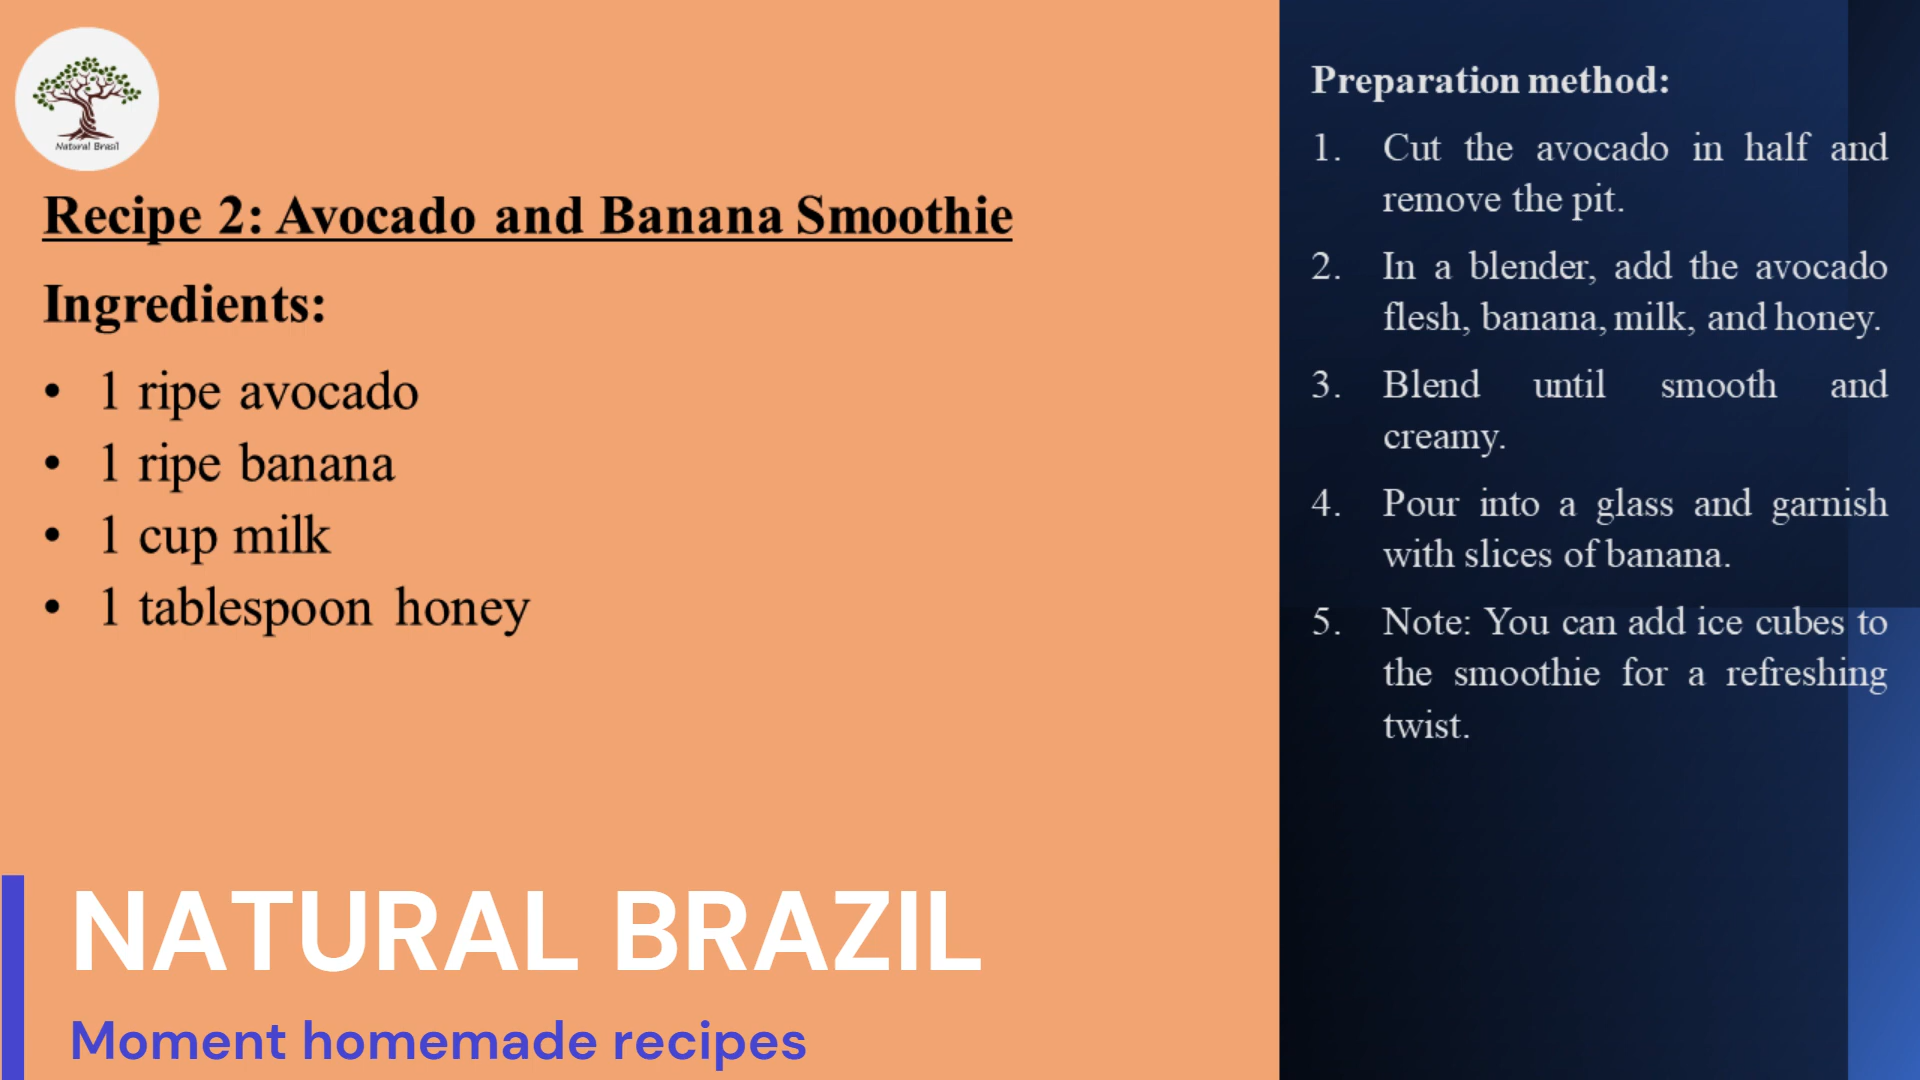 Natural Brasil
Recipe 2: Avocado and Banana Smoothie
Ingredients:
• 1 ripe avocado
• 1 ripe banana
• 1 cup milk
• 1 tablespoon honey
NATURAL BRAZIL
Moment homemade recipes
Preparation method:
1. Cut the avocado in half and
remove the pit.
2. In a blender, add the avocado
flesh, banana, milk, and honey.
3. Blend until smooth and
creamy.
4. Pour into a glass and garnish
with slices of banana.
5. Note: You can add ice cubes to
the smoothie for a refreshing
twist.